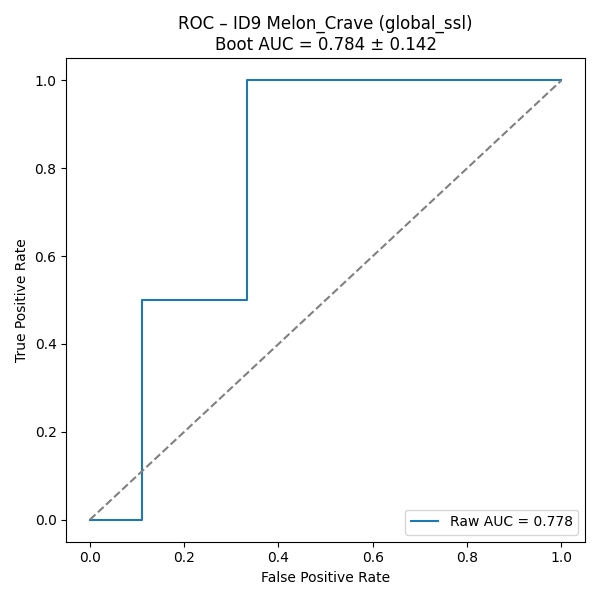 ROC – ID9 Melon_Crave (global_ssl)
Boot AUC = 0.784 ± 0.142
1.0
0.8
0.6
0.4
0.2
0.0
True Positive Rate
Raw AUC = 0.778
0.0 0.2 0.4 0.6 0.8 1.0
False Positive Rate